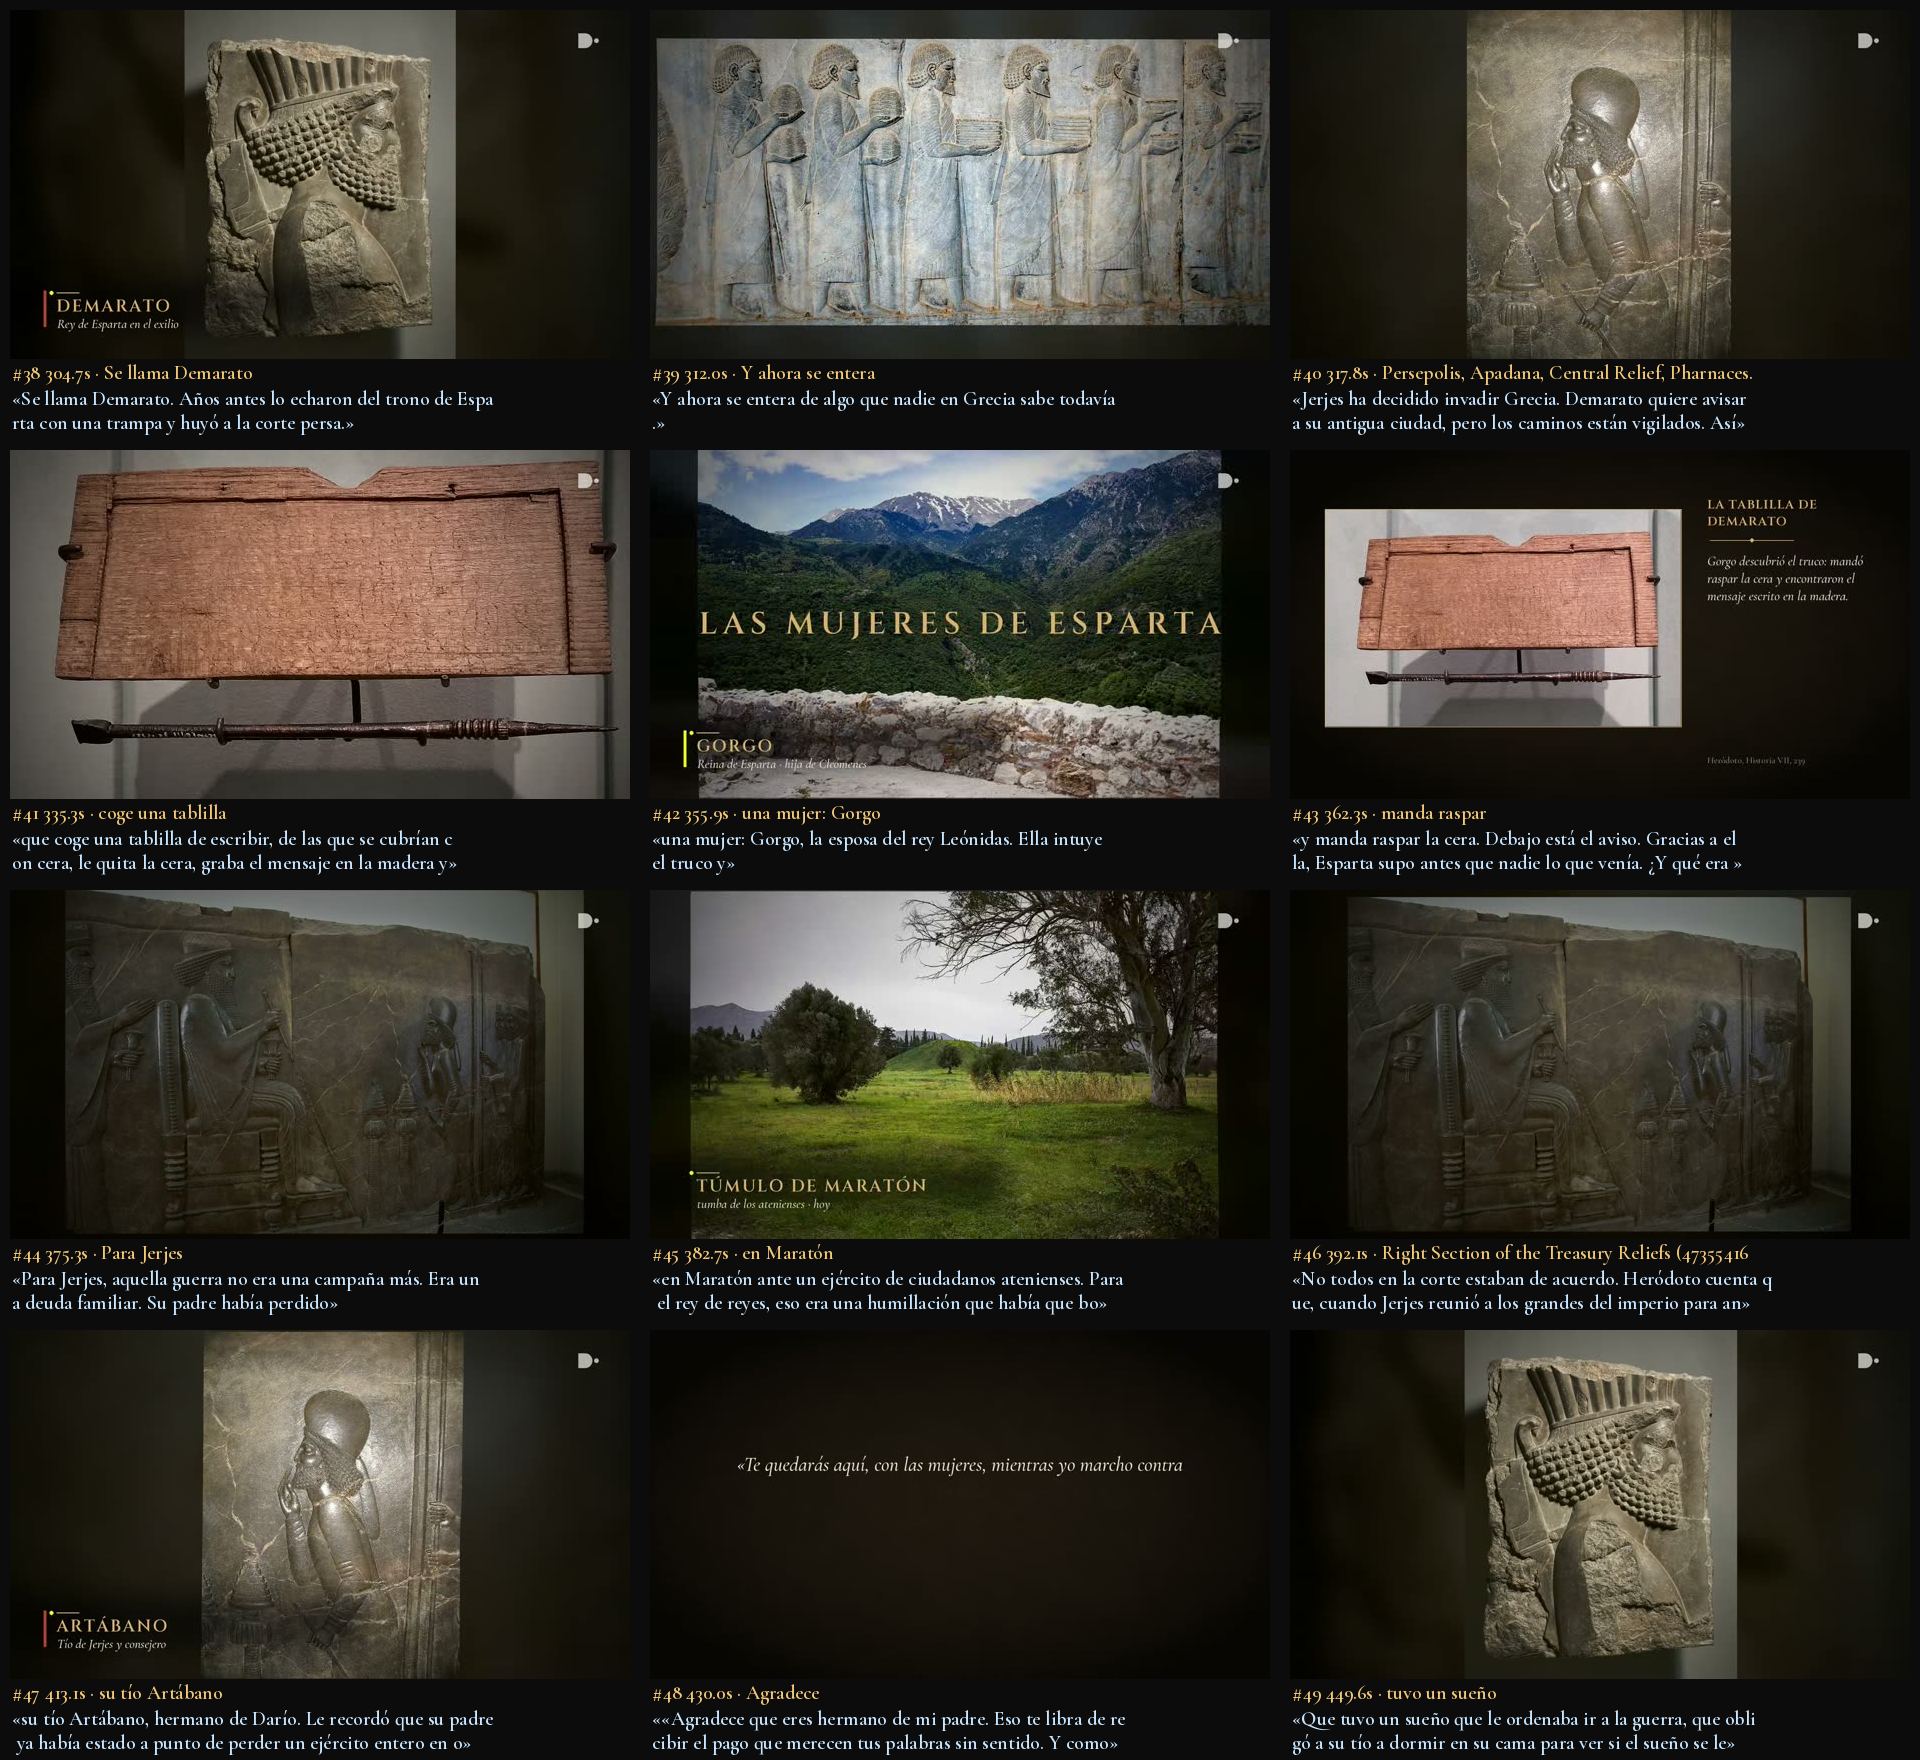 DEMARATO
Rey de Esparta en el exilio
#38 304.7s · Se llama Demarato
«Se llama Demarato. Años antes lo echaron del trono de Espa
rta con una trampa y huyó a la corte persa.»
#39 312.0s · Y ahora se entera
«Y ahora se entera de algo que nadie en Grecia sabe todavía
.»
#40 317.8s · Persepolis, Apadana, Central Relief, Pharnaces.
«Jerjes ha decidido invadir Grecia. Demarato quiere avisar
a su antigua ciudad, pero los caminos están vigilados. Así»
#41 335.3s · coge una tablilla
«que coge una tablilla de escribir, de las que se cubrían c
on cera, le quita la cera, graba el mensaje en la madera y»
LAS MUJERES DE ESPARTA
GORGO
Reina de Esparta · hija de Cleómenes
#42 355.9s · una mujer: Gorgo
«una mujer: Gorgo, la esposa del rey Leónidas. Ella intuye
el truco y»
LA TABLILLA DE
DEMARATO
Gorgo descubrió el truco: mandó
raspar la cera y encontraron el
mensaje escrito en la madera.
Heródoto, Historia VII, 239
#43 362.3s · manda raspar
«y manda raspar la cera. Debajo está el aviso. Gracias a el
la, Esparta supo antes que nadie lo que venía. ¿Y qué era »
#44 375.3s · Para Jerjes
«Para Jerjes, aquella guerra no era una campaña más. Era un
a deuda familiar. Su padre había perdido»
TÚMULO DE MARATÓN
tumba de los atenienses · hoy
#45 382.7s · en Maratón
«en Maratón ante un ejército de ciudadanos atenienses. Para
el rey de reyes, eso era una humillación que había que bo»
#46 392.1s · Right Section of the Treasury Reliefs (47355416
«No todos en la corte estaban de acuerdo. Heródoto cuenta q
ue, cuando Jerjes reunió a los grandes del imperio para an»
ARTÁBANO
Tío de Jerjes y consejero
#47 413.1s · su tío Artábano
«su tío Artábano, hermano de Darío. Le recordó que su padre
ya había estado a punto de perder un ejército entero en o»
«Te quedarás aquí, con las mujeres, mientras yo marcho contra
#48 430.0s · Agradece
««Agradece que eres hermano de mi padre. Eso te libra de re
cibir el pago que merecen tus palabras sin sentido. Y como»
#49 449.6s · tuvo un sueño
«Que tuvo un sueño que le ordenaba ir a la guerra, que obli
gó a su tío a dormir en su cama para ver si el sueño se le»